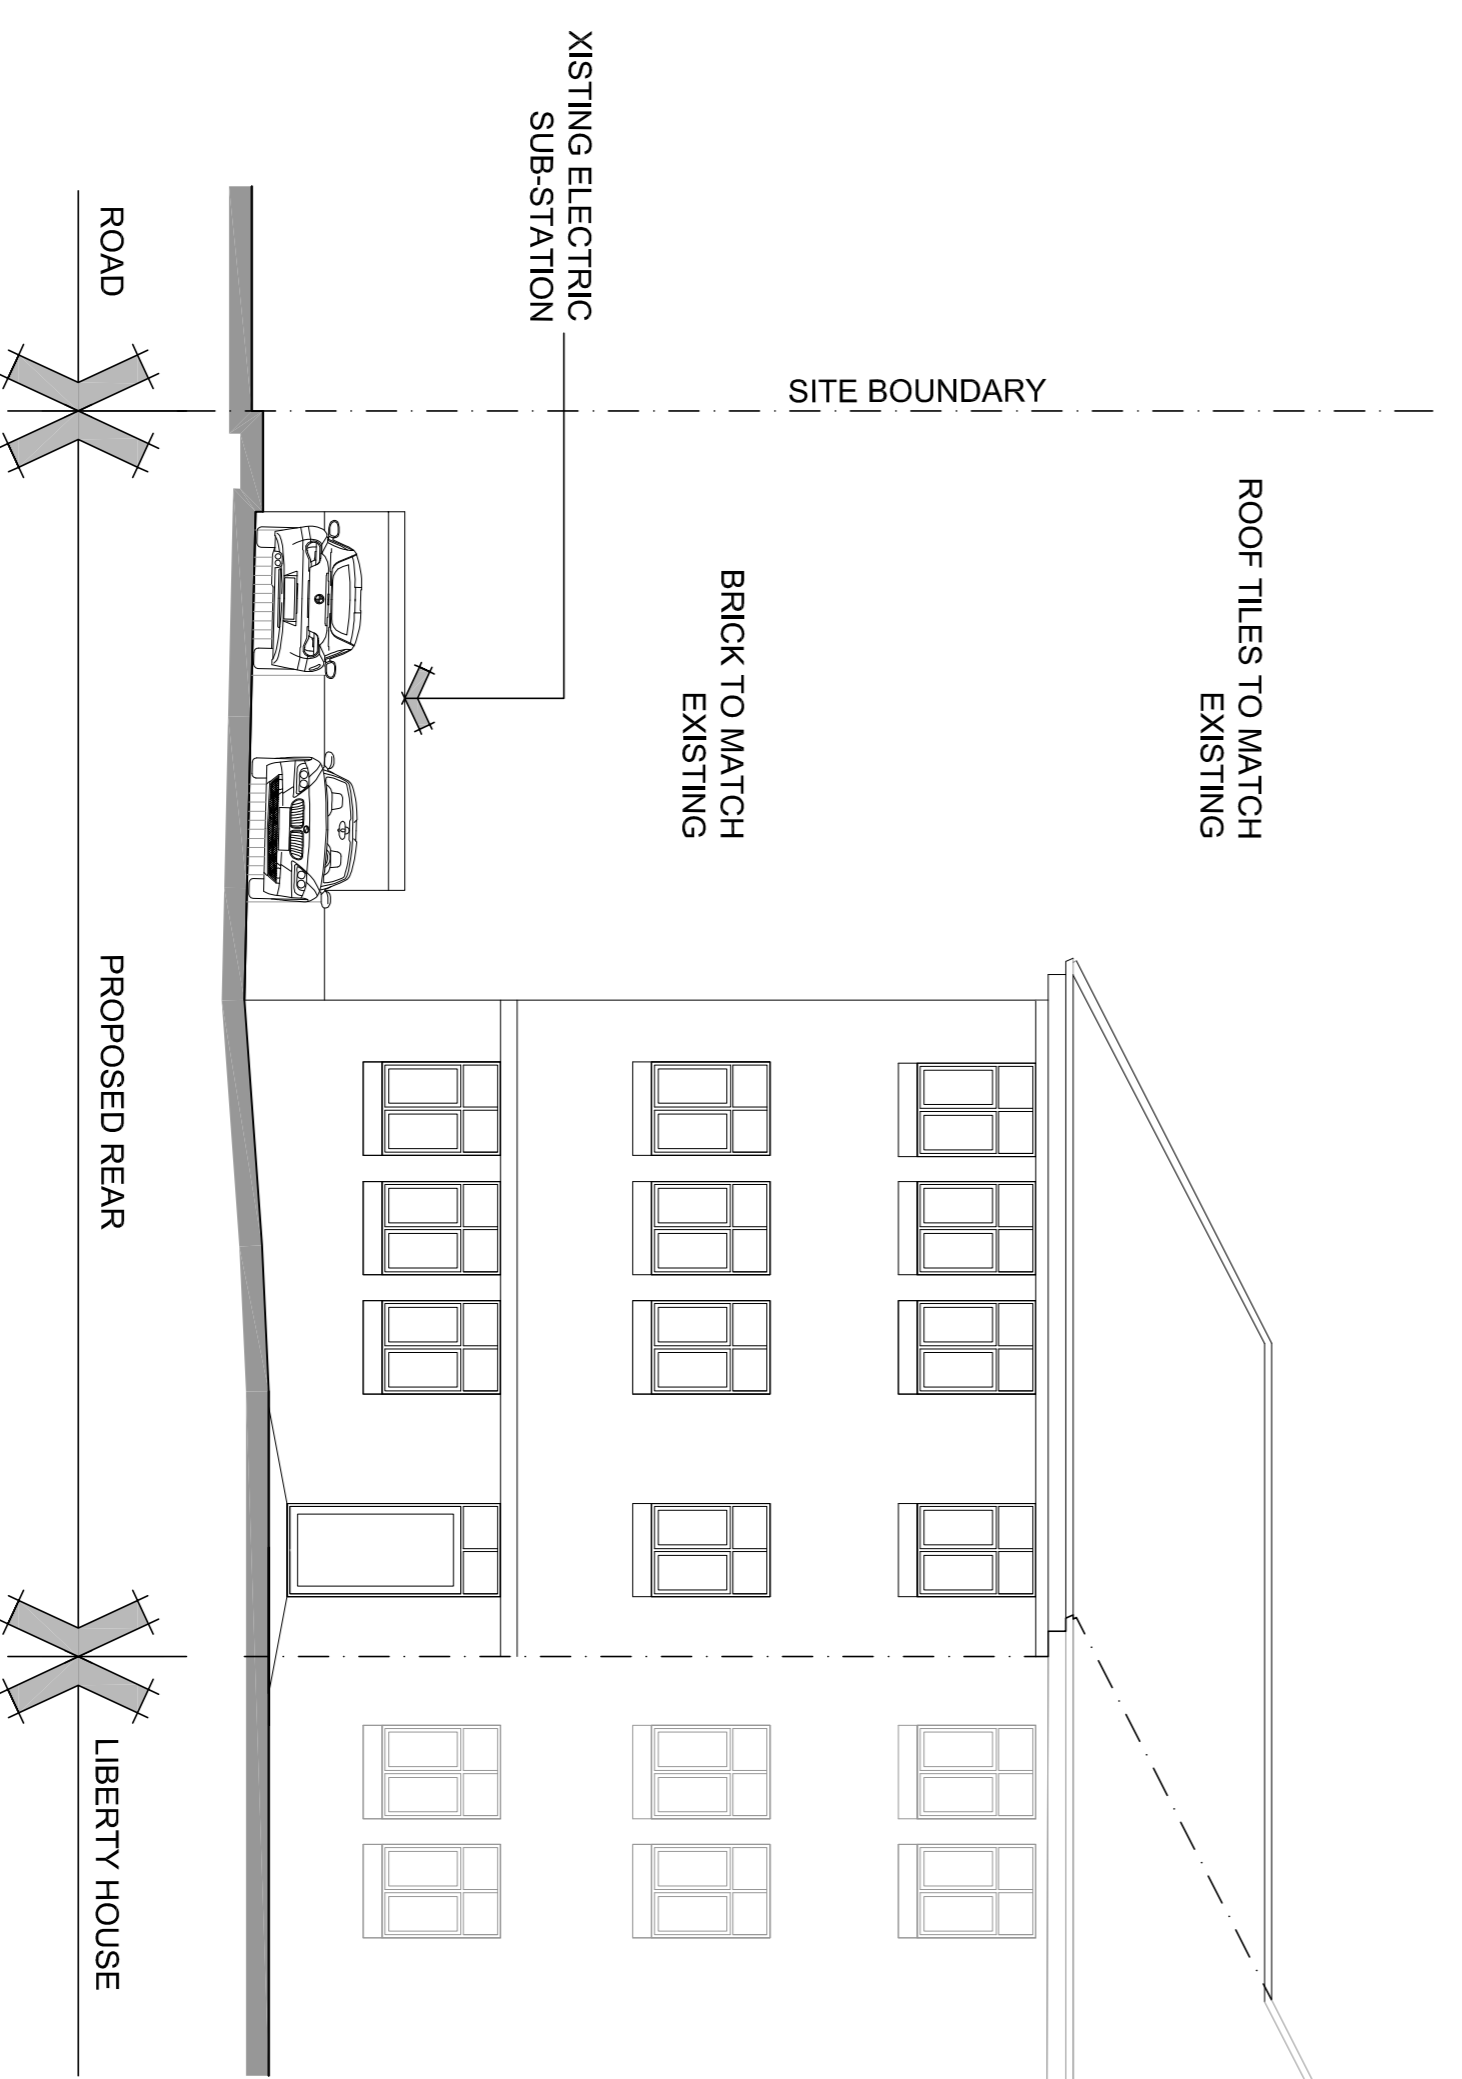 ROOF TILES TO MATCH
EXISTING
SITE BOUNDARY
BRICK TO MATCH
EXISTING
XISTING ELECTRIC
SUB-STATION
ROAD
PROPOSED REAR
LIBERTY HOUSE